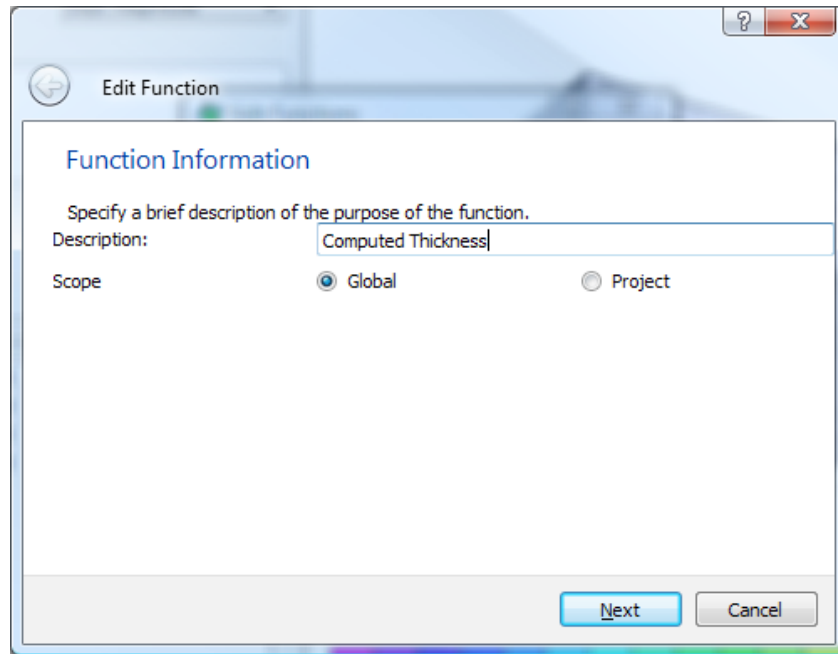 Edit Function
Function Information
Specify a brief description of the purpose of the function.
Description: Computed Thickness
Scope Global Project
Next Cancel